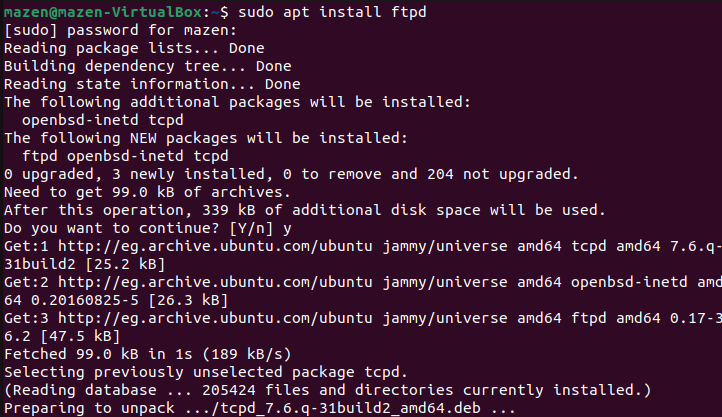 mazen@mazen-VirtualBox:~$ sudo apt install ftpd
[sudo] password for mazen:
Reading package lists... Done
Building dependency tree... Done
Reading state information... Done
The following additional packages will be installed:
  openbsd-inetd tcpd
The following NEW packages will be installed:
  ftpd openbsd-inetd tcpd
0 upgraded, 3 newly installed, 0 to remove and 204 not upgraded.
Need to get 99.0 kB of archives.
After this operation, 339 kB of additional disk space will be used.
Do you want to continue? [Y/n] y
Get:1 http://eg.archive.ubuntu.com/ubuntu jammy/universe amd64 tcpd amd64 7.6.q-
31build2 [25.2 kB]
Get:2 http://eg.archive.ubuntu.com/ubuntu jammy/universe amd64 openbsd-inetd amd
64 0.20160825-5 [26.3 kB]
Get:3 http://eg.archive.ubuntu.com/ubuntu jammy/universe amd64 ftpd amd64 0.17-3
6.2 [47.5 kB]
Fetched 99.0 kB in 1s (189 kB/s)
Selecting previously unselected package tcpd.
(Reading database ... 205424 files and directories currently installed.)
Preparing to unpack .../tcpd_7.6.q-31build2_amd64.deb ...